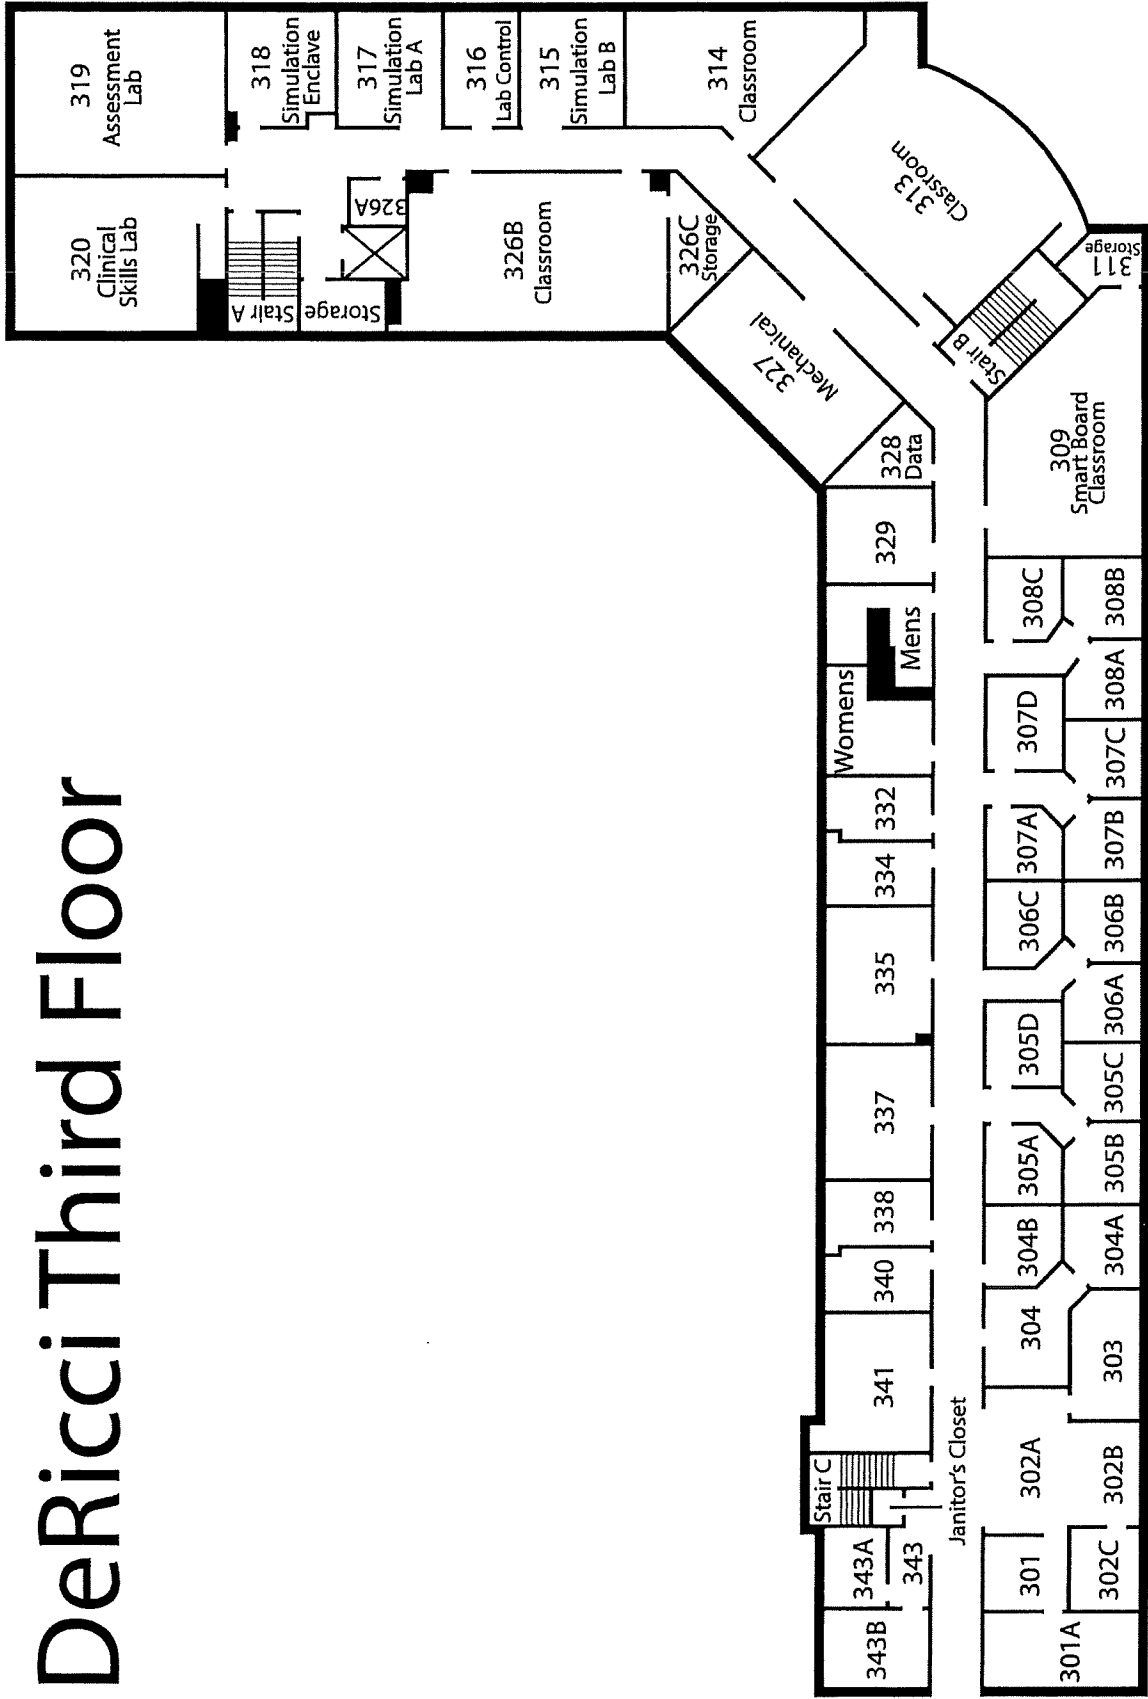 DeRicci Third Floor
319
Assessment
Lab
318
Simulation
Enclave
317
Simulation
Lab A
316
Lab Control
315
Simulation
Lab B
314
Classroom
320
Clinical
Skills Lab
Stair A
Storage
326A
326B
Classroom
326C
Storage
313
Classroom
311
Storage
Stair B
327
Mechanical
328
Data
309
Smart Board
Classroom
329
Mens
Womens
332
334
335
337
338
340
341
Stair C
Janitor's Closet
343A
343
343B
308C
308B
308A
307D
307C
307A
307B
306C
306B
306A
305D
305C
305A
305B
304B
304A
304
303
302A
302B
301
302C
301A